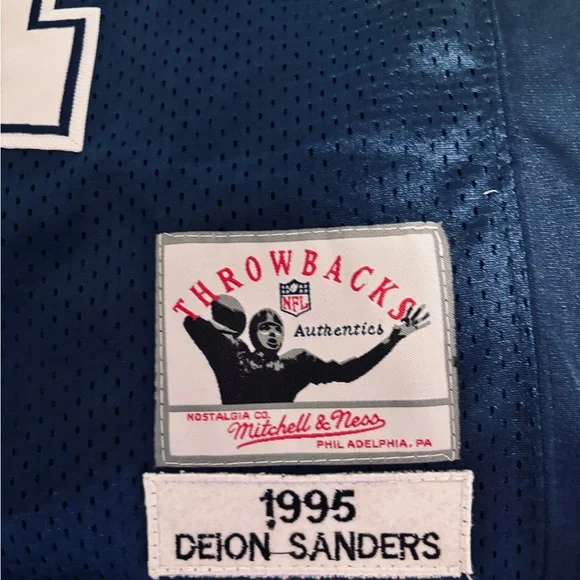 THROWBACKS
NFL
Authentics
NOSTALGIA CO.
Mitchell & Ness
PHILADELPHIA, PA
1995
DEION SANDERS